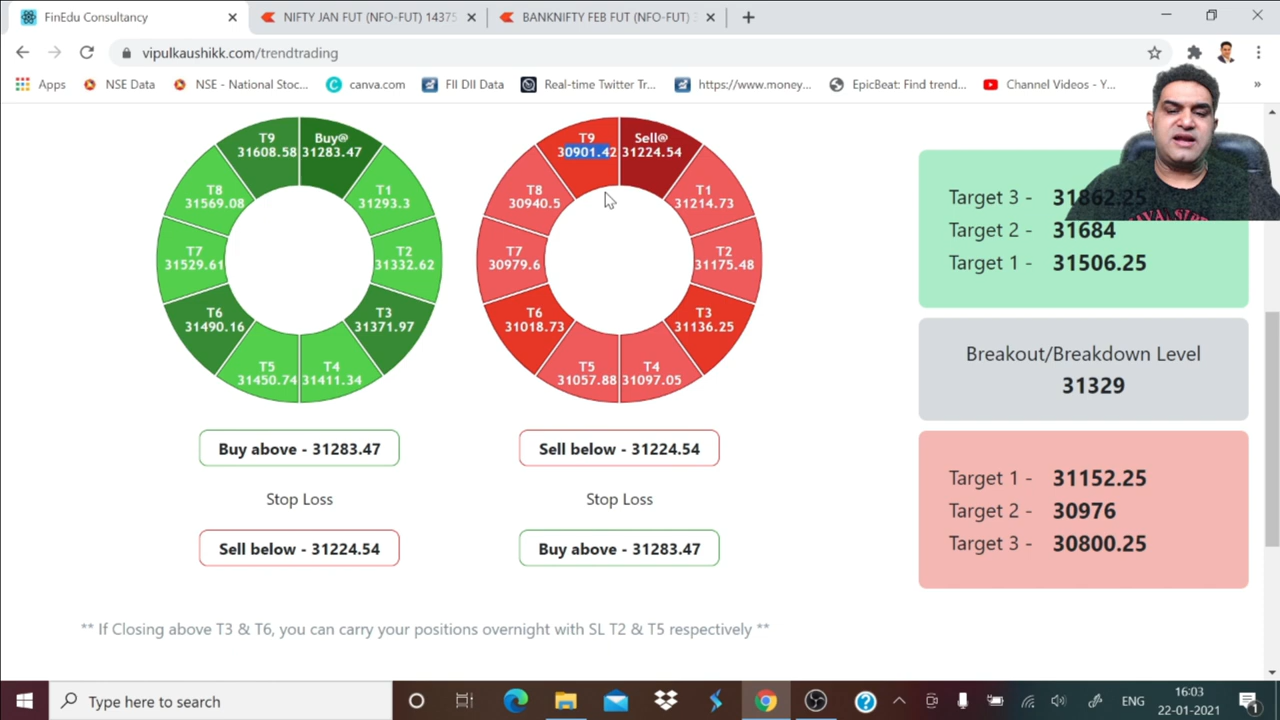 FinEdu Consultancy
NIFTY JAN FUT (NFO-FUT) 14375
BANKNIFTY FEB FUT (NFO-FUT)
vipulkaushikk.com/trendtrading
Apps
NSE Data
NSE - National Stoc...
canva.com
FII DII Data
Real-time Twitter Tr...
https://www.money...
EpicBeat: Find trend...
Channel Videos - Y...
»
T9
31608.58
Buy@
31283.47
T8
31569.08
T1
31293.3
T7
31529.61
T2
31332.62
T6
31490.16
T3
31371.97
T5
31450.74
T4
31411.34
T9
30901.42
Sell@
31224.54
T8
30940.5
T1
31214.73
T7
30979.6
T2
31175.48
T6
31018.73
T3
31136.25
T5
31057.88
T4
31097.05
Buy above - 31283.47
Stop Loss
Sell below - 31224.54
Sell below - 31224.54
Stop Loss
Buy above - 31283.47
Target 3 - 31862.25
Target 2 - 31684
Target 1 - 31506.25
Breakout/Breakdown Level
31329
Target 1 - 31152.25
Target 2 - 30976
Target 3 - 30800.25
** If Closing above T3 & T6, you can carry your positions overnight with SL T2 & T5 respectively **
Type here to search
ENG
16:03
22-01-2021
1